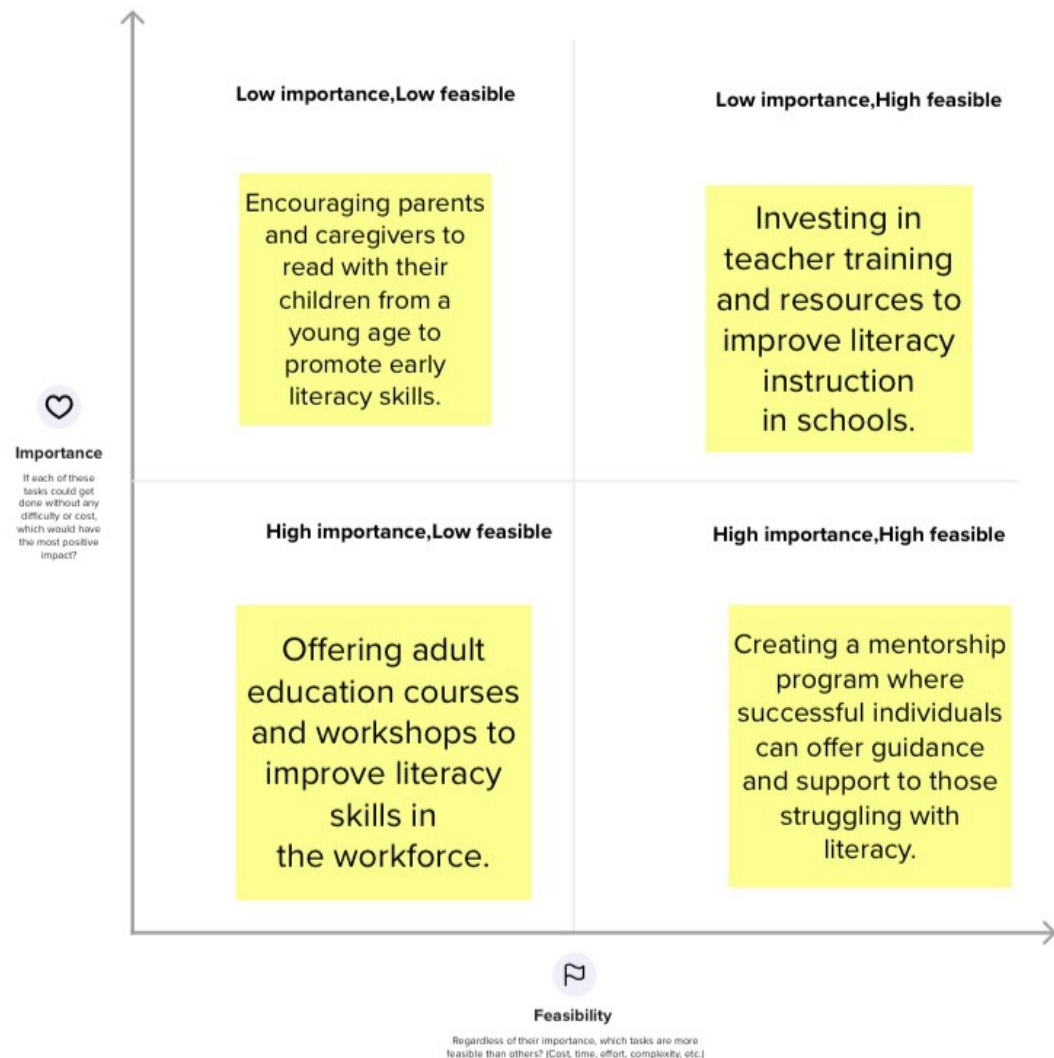 Low importance,Low feasible
Low importance,High feasible
Encouraging parents
and caregivers to
read with their
children from a
young age to
promote early
literacy skills.
Investing in
teacher training
and resources to
improve literacy
instruction
in schools.
Importance
If each of these
tasks could get
done without any
difficulty or cost,
which would have
the most positive
impact?
High importance,Low feasible
High importance,High feasible
Offering adult
education courses
and workshops to
improve literacy
skills in
the workforce.
Creating a mentorship
program where
successful individuals
can offer guidance
and support to those
struggling with
literacy.
Feasibility
Regardless of their importance, which tasks are more
feasible than others? (Cost, time, effort, complexity, etc.)